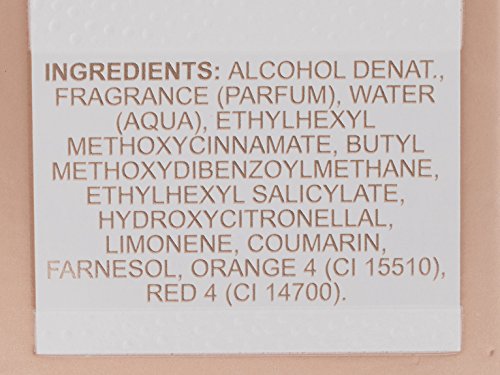 INGREDIENTS: ALCOHOL DENAT.,
FRAGRANCE (PARFUM), WATER
(AQUA), ETHYLHEXYL
METHOXYCINNAMATE, BUTYL
METHOXYDIBENZOYLMETHANE,
ETHYLHEXYL SALICYLATE,
HYDROXYCITRONELLAL,
LIMONENE, COUMARIN,
FARNESOL, ORANGE 4 (CI 15510),
RED 4 (CI 14700).